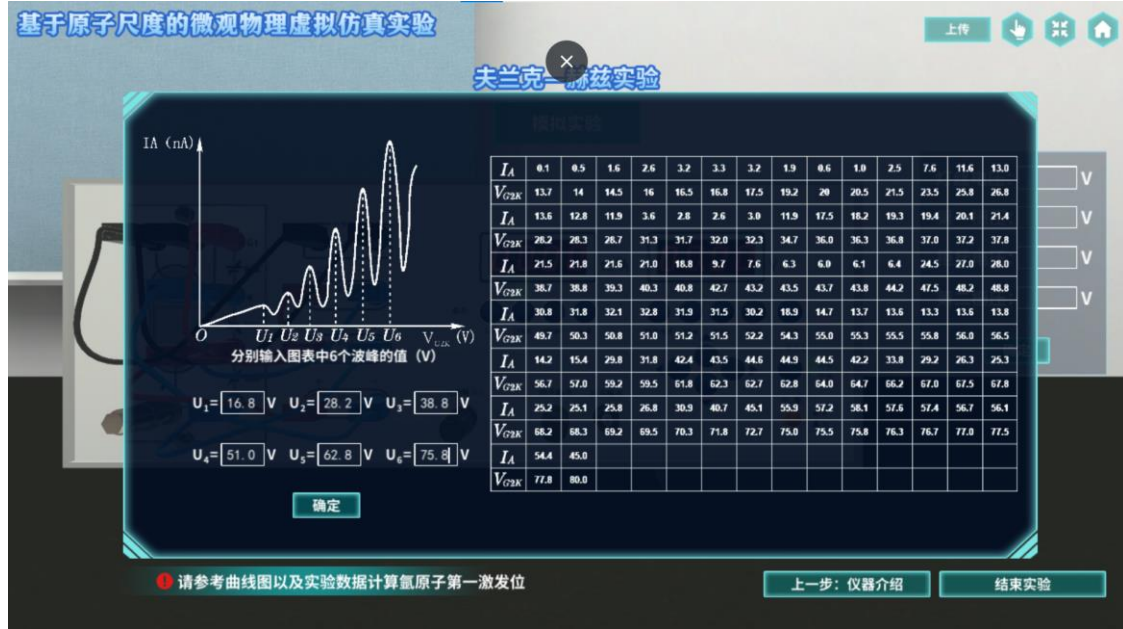 基于原子尺度的微观物理虚拟仿真实验
上传
夫兰克—赫兹实验
模拟实验
IA (nA)
O U1 U2 U3 U4 U5 U6 V_G2K (V)
分别输入图表中6个波峰的值（V）
U₁= 16.8 V U₂= 28.2 V U₃= 38.8 V
U₄= 51.0 V U₅= 62.8 V U₆= 75.8 V
确定
I_A 0.1 0.5 1.6 2.6 3.2 3.3 3.2 1.9 0.6 1.0 2.5 7.6 11.6 13.0
V_G2K 13.7 14 14.5 16 16.5 16.8 17.5 19.2 20 20.5 21.5 23.5 25.8 26.8
I_A 13.6 12.8 11.9 3.6 2.8 2.6 3.0 11.9 17.5 18.2 19.3 19.4 20.1 21.4
V_G2K 28.2 28.3 28.7 31.3 31.7 32.0 32.3 34.7 36.0 36.3 36.8 37.0 37.2 37.8
I_A 21.5 21.8 21.6 21.0 18.8 9.7 7.6 6.3 6.0 6.1 6.4 24.5 27.0 28.0
V_G2K 38.7 38.8 39.3 40.3 40.8 42.7 43.2 43.5 43.7 43.8 44.2 47.5 48.2 48.8
I_A 30.8 31.8 32.1 32.8 31.9 31.5 30.2 18.9 14.7 13.7 13.6 13.3 13.6 13.8
V_G2K 49.7 50.3 50.8 51.0 51.2 51.5 52.2 54.3 55.0 55.3 55.5 55.8 56.0 56.5
I_A 14.2 15.4 29.8 31.8 42.4 43.5 44.6 44.9 44.5 42.2 33.8 29.2 26.3 25.3
V_G2K 56.7 57.0 59.2 59.5 61.8 62.3 62.7 62.8 64.0 64.7 66.2 67.0 67.5 67.8
I_A 25.2 25.1 25.8 26.8 30.9 40.7 45.1 55.9 57.2 58.1 57.6 57.4 56.7 56.1
V_G2K 68.2 68.3 69.2 69.5 70.3 71.8 72.7 75.0 75.5 75.8 76.3 76.7 77.0 77.5
I_A 54.4 45.0
V_G2K 77.8 80.0
V
V
V
V
请参考曲线图以及实验数据计算氩原子第一激发位
上一步：仪器介绍
结束实验